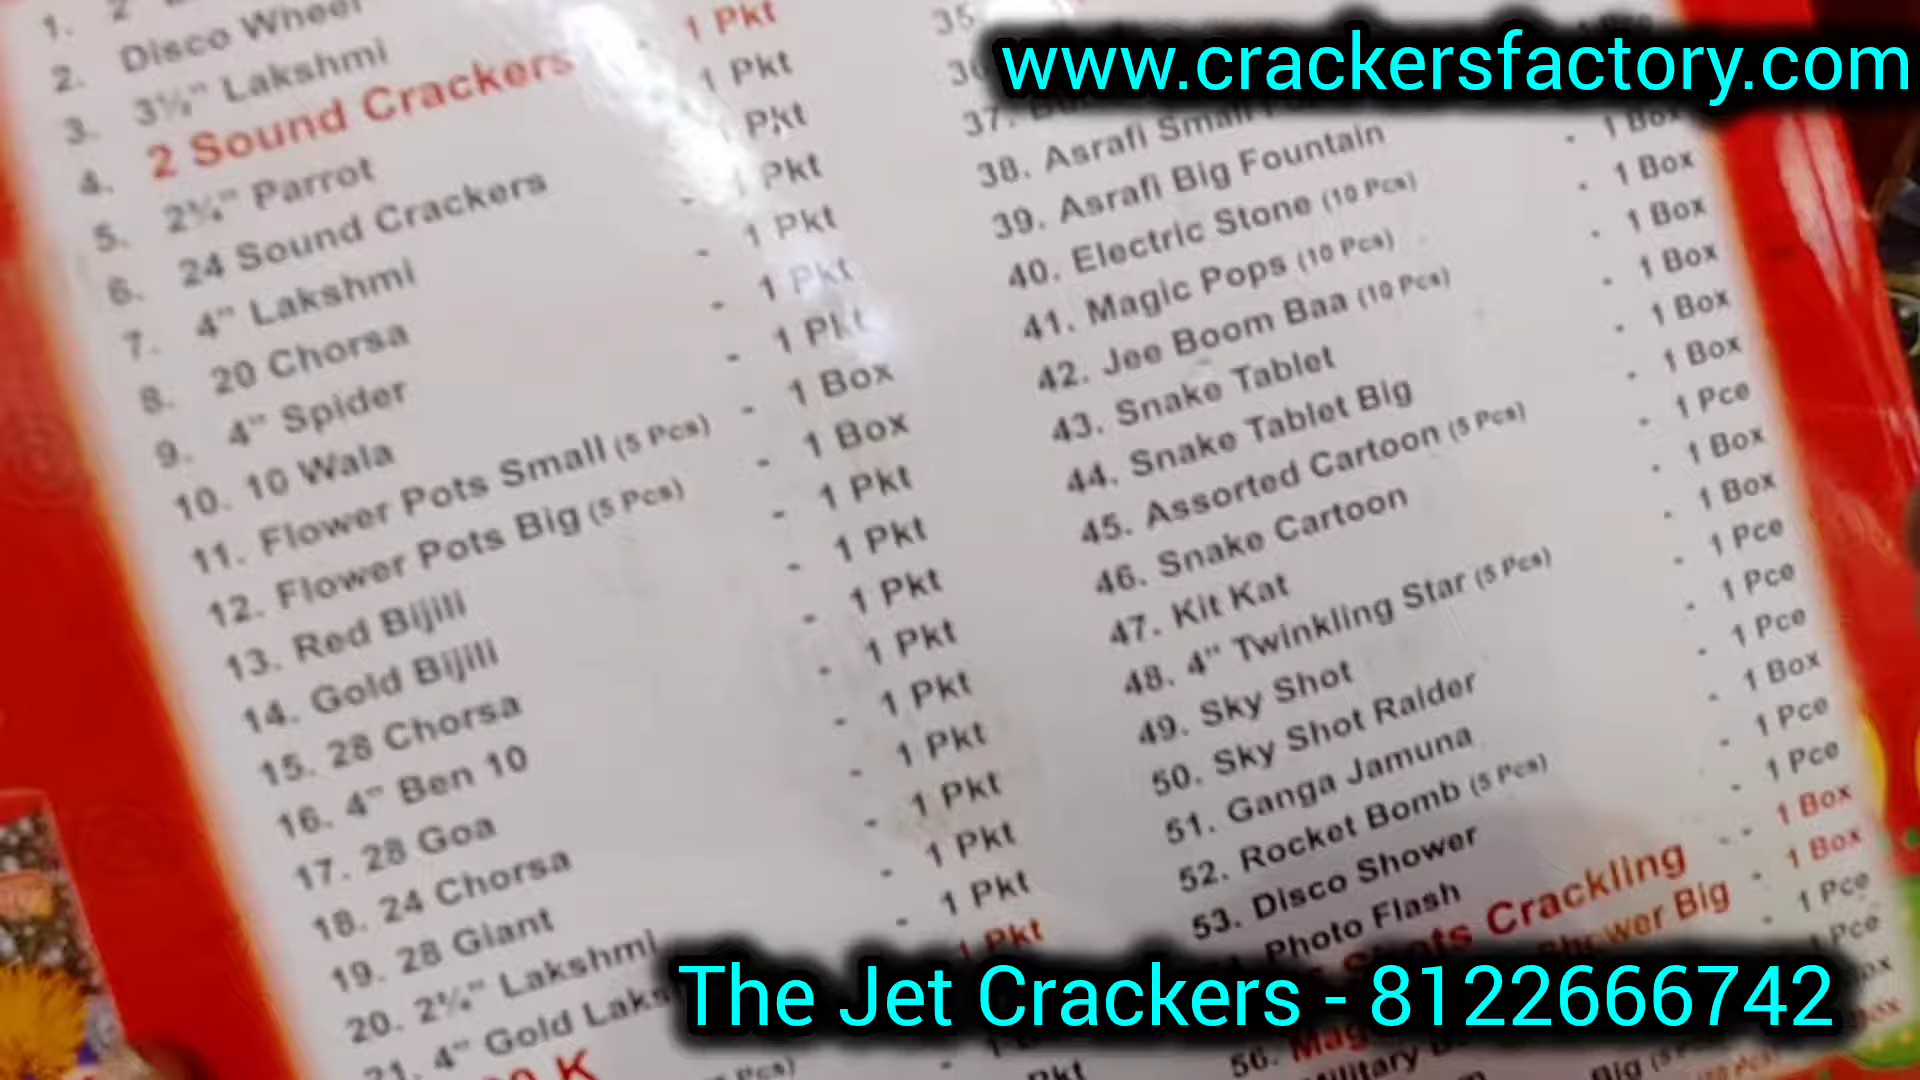 www.crackersfactory.com
1. 2"
2. Disco Wheel
3. 3½" Lakshmi
4. 2 Sound Crackers - 1 Pkt
5. 2¾" Parrot 1 Pkt
6. 24 Sound Crackers 1 Pkt
7. 4" Lakshmi - 1 Pkt
8. 20 Chorsa - 1 Pkt
9. 4" Spider - 1 Pkt
10. 10 Wala - 1 Pkt
11. Flower Pots Small (5 Pcs) - 1 Box
12. Flower Pots Big (5 Pcs) - 1 Box
13. Red Bijili - 1 Pkt
14. Gold Bijili - 1 Pkt
15. 28 Chorsa - 1 Pkt
16. 4" Ben 10 - 1 Pkt
17. 28 Goa - 1 Pkt
18. 24 Chorsa - 1 Pkt
19. 28 Giant - 1 Pkt
20. 2¾" Lakshmi - 1 Pkt
21. 4" Gold - 1 Pkt
K 1 Pkt
35.
37.
38. Asrafi Small
39. Asrafi Big Fountain
40. Electric Stone (10 Pcs) - 1 Box
41. Magic Pops (10 Pcs) - 1 Box
42. Jee Boom Baa (10 Pcs) - 1 Box
43. Snake Tablet - 1 Box
44. Snake Tablet Big - 1 Box
45. Assorted Cartoon (5 Pcs) - 1 Box
46. Snake Cartoon - 1 Pce
47. Kit Kat - 1 Box
48. 4" Twinkling Star (5 Pcs) - 1 Box
49. Sky Shot - 1 Pce
50. Sky Shot Raider - 1 Pce
51. Ganga Jamuna - 1 Pce
52. Rocket Bomb (5 Pcs) - 1 Box
53. Disco Shower - 1 Pce
Photo Flash - 1 Pce
Shots Crackling - 1 Box
56. Shower Big - 1 Box
1 Pce
The Jet Crackers - 8122666742